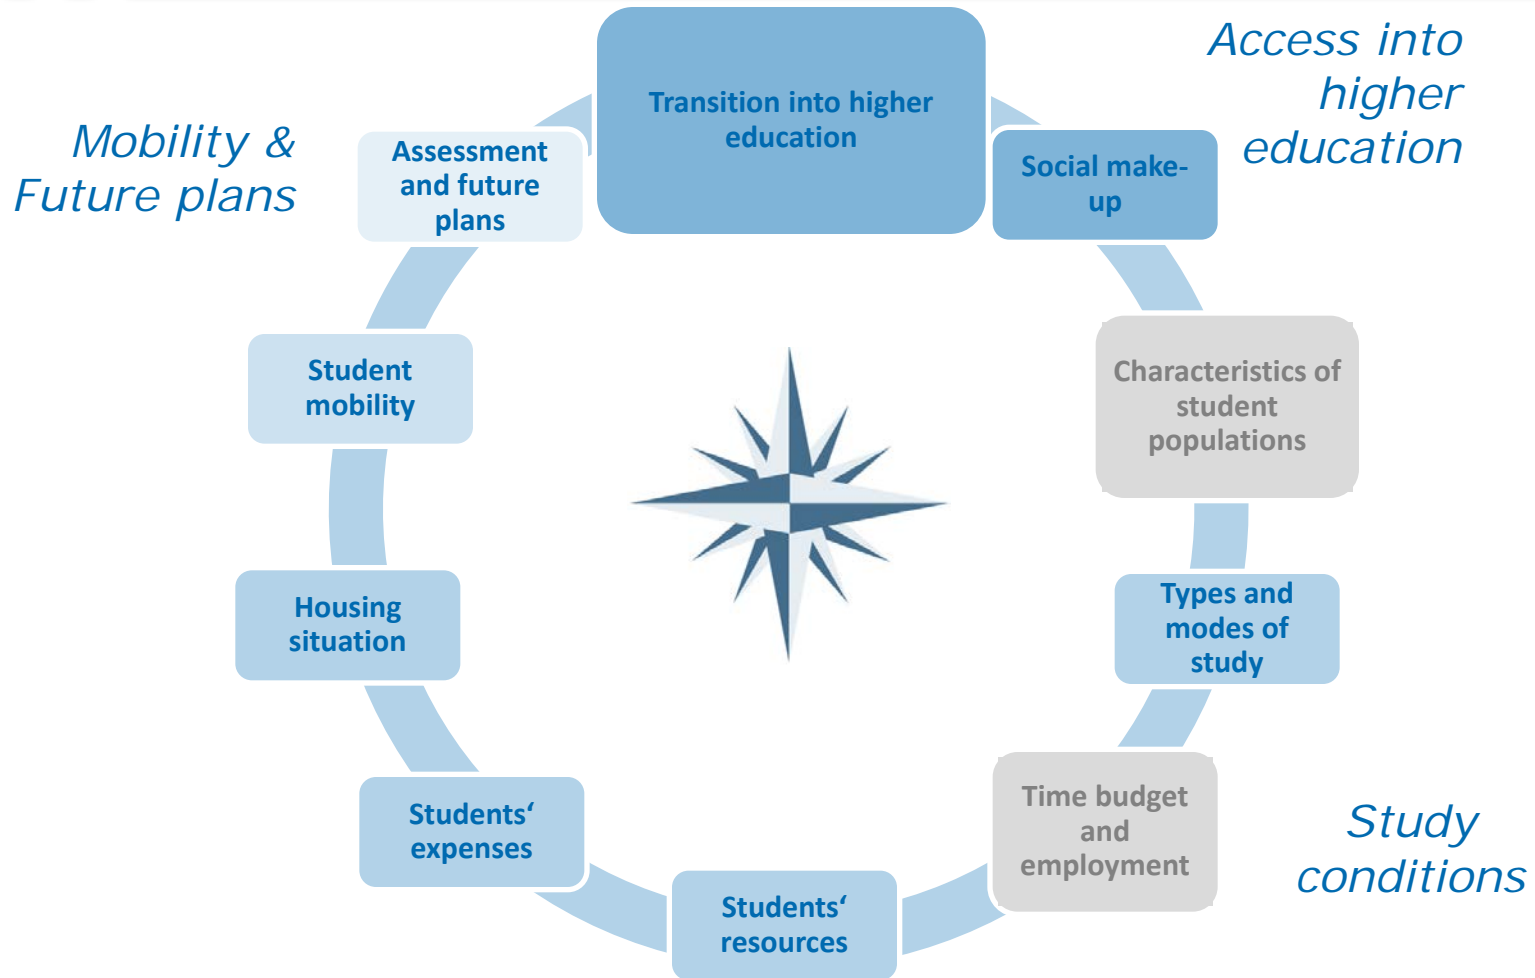 Transition into higher
education
Access into
higher
education
Social make-
up
Characteristics of
student
populations
Types and
modes of
study
Time budget
and
employment
Study
conditions
Students‘
resources
Students‘
expenses
Housing
situation
Student
mobility
Assessment
and future
plans
Mobility &
Future plans